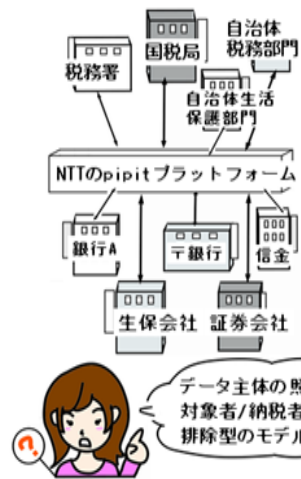 自治体
税務部門
国税局
税務署
自治体生活
保護部門
NTTのpipitプラットフォーム
銀行A
〒銀行
信金
生保会社
証券会社
データ主体の照
対象者/納税者
排除型のモデル